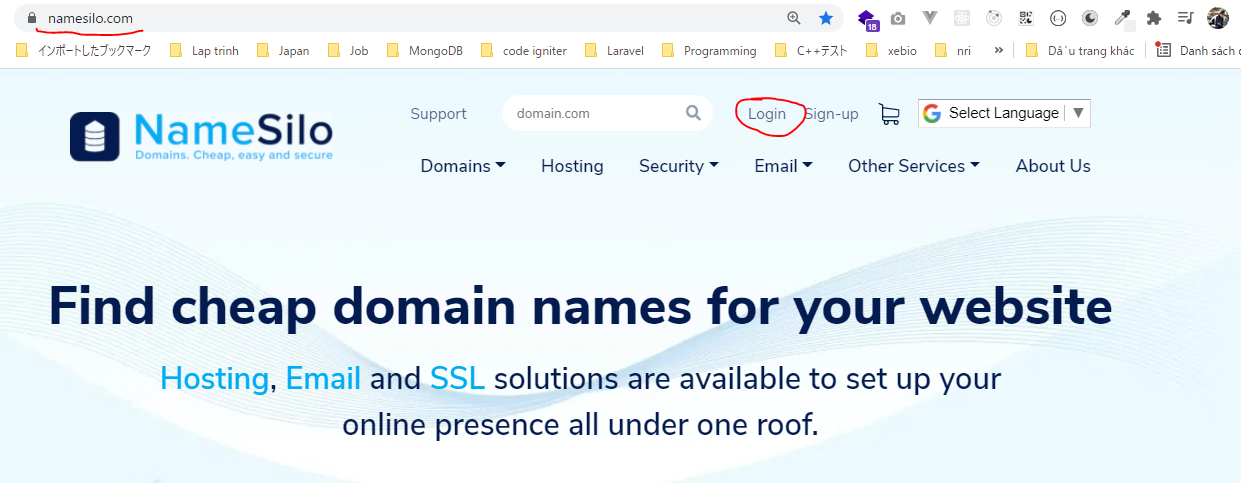 namesilo.com
18
インポートしたブックマーク Lap trinh Japan Job MongoDB code igniter Laravel Programming C++テスト xebio nri » Dấu trang khác Danh sách
NameSilo
Domains. Cheap, easy and secure
Support domain.com Login Sign-up Select Language ▼
Domains Hosting Security Email Other Services About Us
Find cheap domain names for your website
Hosting, Email and SSL solutions are available to set up your
online presence all under one roof.